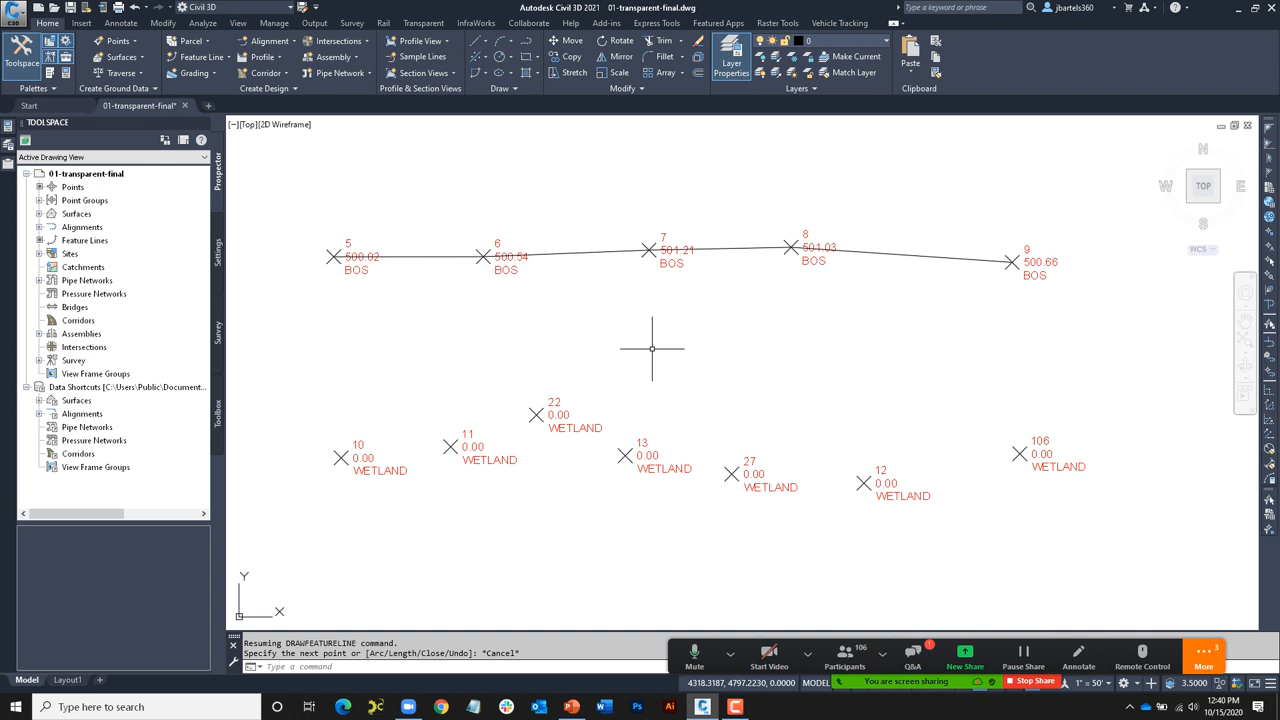 Civil 3D
Autodesk Civil 3D 2021 01-transparent-final.dwg
Type a keyword or phrase
jbartels360
Home Insert Annotate Modify Analyze View Manage Output Survey Rail Transparent InfraWorks Collaborate Help Add-ins Express Tools Featured Apps Raster Tools Vehicle Tracking
Toolspace
Points
Surfaces
Traverse
Parcel
Feature Line
Grading
Alignment
Profile
Corridor
Intersections
Assembly
Pipe Network
Profile View
Sample Lines
Section Views
Move
Copy
Stretch
Rotate
Mirror
Scale
Trim
Fillet
Array
Layer
Properties
0
Make Current
Match Layer
Paste
Palettes
Create Ground Data
Create Design
Profile & Section Views
Draw
Modify
Layers
Clipboard
Start
01-transparent-final*
TOOLSPACE
Active Drawing View
01-transparent-final
Points
Point Groups
Surfaces
Alignments
Feature Lines
Sites
Catchments
Pipe Networks
Pressure Networks
Bridges
Corridors
Assemblies
Intersections
Survey
View Frame Groups
Data Shortcuts [C:\Users\Public\Document...
Surfaces
Alignments
Pipe Networks
Pressure Networks
Corridors
View Frame Groups
Prospector
Settings
Survey
Toolbox
[−][Top][2D Wireframe]
N
W TOP E
S
WCS
5
500.02
BOS
6
500.54
BOS
7
501.21
BOS
8
501.03
BOS
9
500.66
BOS
10
0.00
WETLAND
11
0.00
WETLAND
22
0.00
WETLAND
13
0.00
WETLAND
27
0.00
WETLAND
12
0.00
WETLAND
106
0.00
WETLAND
Y
X
Resuming DRAWFEATURELINE command.
Specify the next point or [Arc/Length/Close/Undo]: *Cancel*
Type a command
Mute
Start Video
106
Participants
1
Q&A
New Share
Pause Share
Annotate
Remote Control
3
More
You are screen sharing
Stop Share
Model Layout1
4318.3187, 4797.2230, 0.0000 MODEL
1" = 50'
3.5000
Type here to search
12:40 PM
10/15/2020